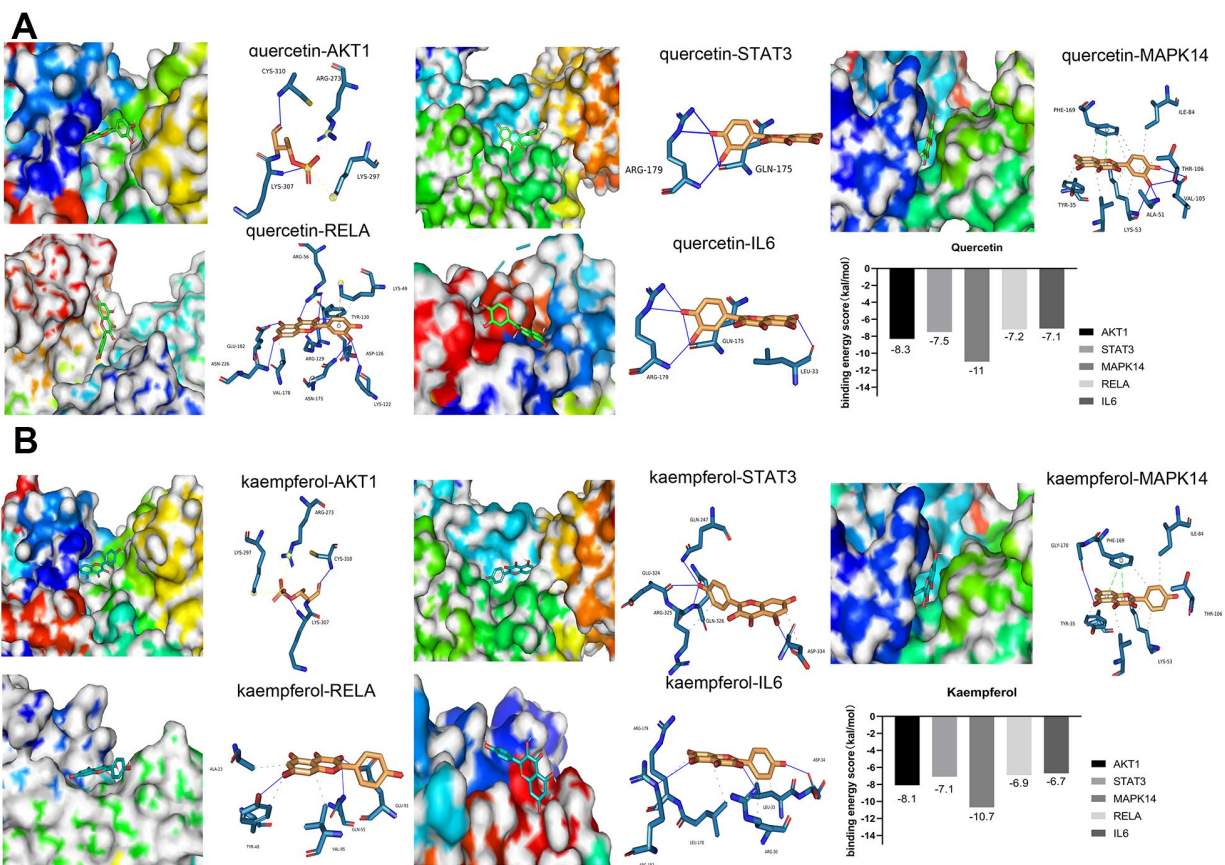 A
quercetin-AKT1
CYS-310
ARG-273
LYS-307
LYS-297
quercetin-STAT3
ARG-179
GLN-175
quercetin-MAPK14
PHE-169
ILE-84
THR-106
TYR-35
VAL-105
ALA-51
LYS-53
quercetin-RELA
ARG-56
LYS-49
TYR-130
GLU-102
ARG-129
ASP-126
ASN-226
VAL-178
ASN-175
LYS-122
quercetin-IL6
GLN-175
ARG-179
LEU-33
Quercetin
binding energy score(kal/mol)
0
-2
-4
-6
-8
-10
-12
-14
-8.3
-7.5
-11
-7.2
-7.1
AKT1
STAT3
MAPK14
RELA
IL6
B
kaempferol-AKT1
ARG-273
LYS-297
CYS-310
LYS-307
kaempferol-STAT3
GLN-247
GLU-324
ARG-325
GLN-326
ASP-334
kaempferol-MAPK14
ILE-84
GLY-170
PHE-169
THR-106
TYR-35
LYS-53
kaempferol-RELA
ALA-23
GLU-91
GLN-55
TYR-48
VAL-95
kaempferol-IL6
ARG-179
ASP-34
LEU-33
LEU-178
ARG-30
Kaempferol
binding energy score(kal/mol)
0
-2
-4
-6
-8
-10
-12
-14
-8.1
-7.1
-10.7
-6.9
-6.7
AKT1
STAT3
MAPK14
RELA
IL6